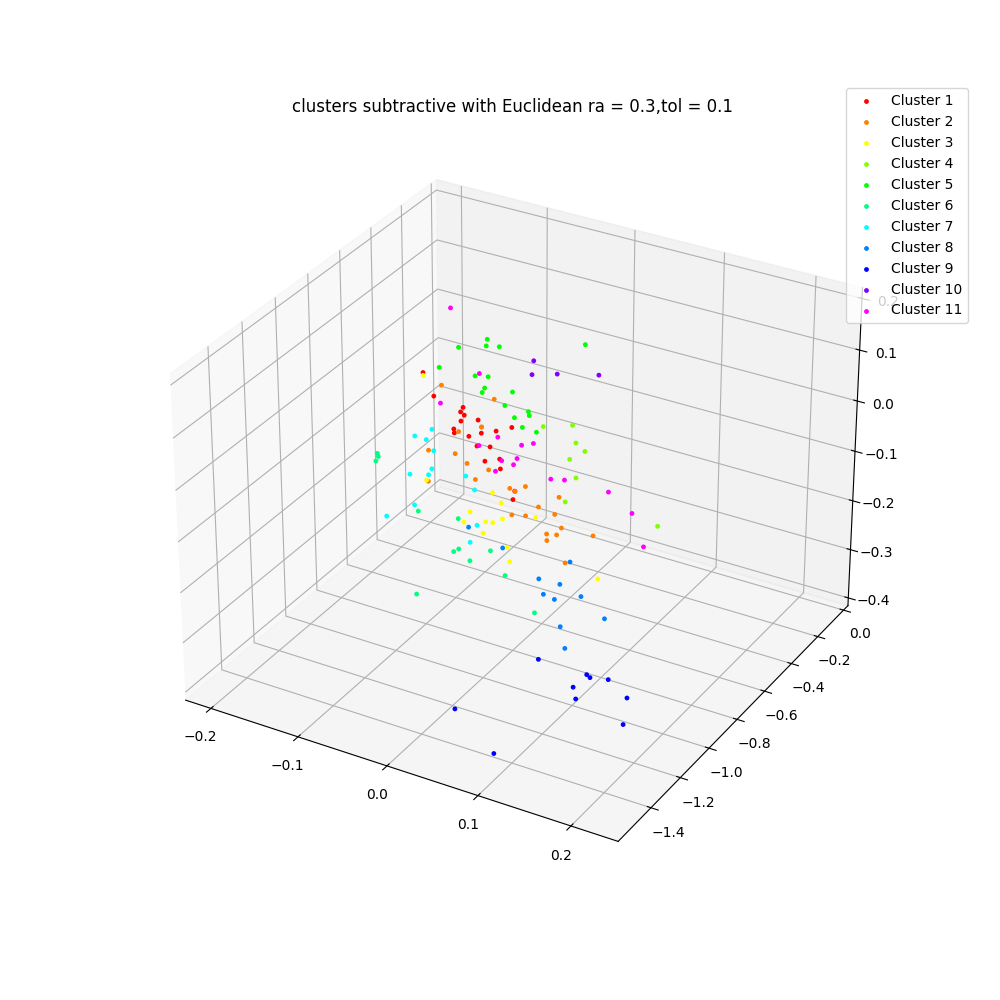 clusters subtractive with Euclidean ra = 0.3,tol = 0.1
Cluster 1
Cluster 2
Cluster 3
Cluster 4
Cluster 5
Cluster 6
Cluster 7
Cluster 8
Cluster 9
Cluster 10
Cluster 11
0.2
0.1
0.0
−0.1
−0.2
−0.3
−0.4
0.0
−0.2
−0.4
−0.6
−0.8
−1.0
−1.2
−1.4
−0.2
−0.1
0.0
0.1
0.2